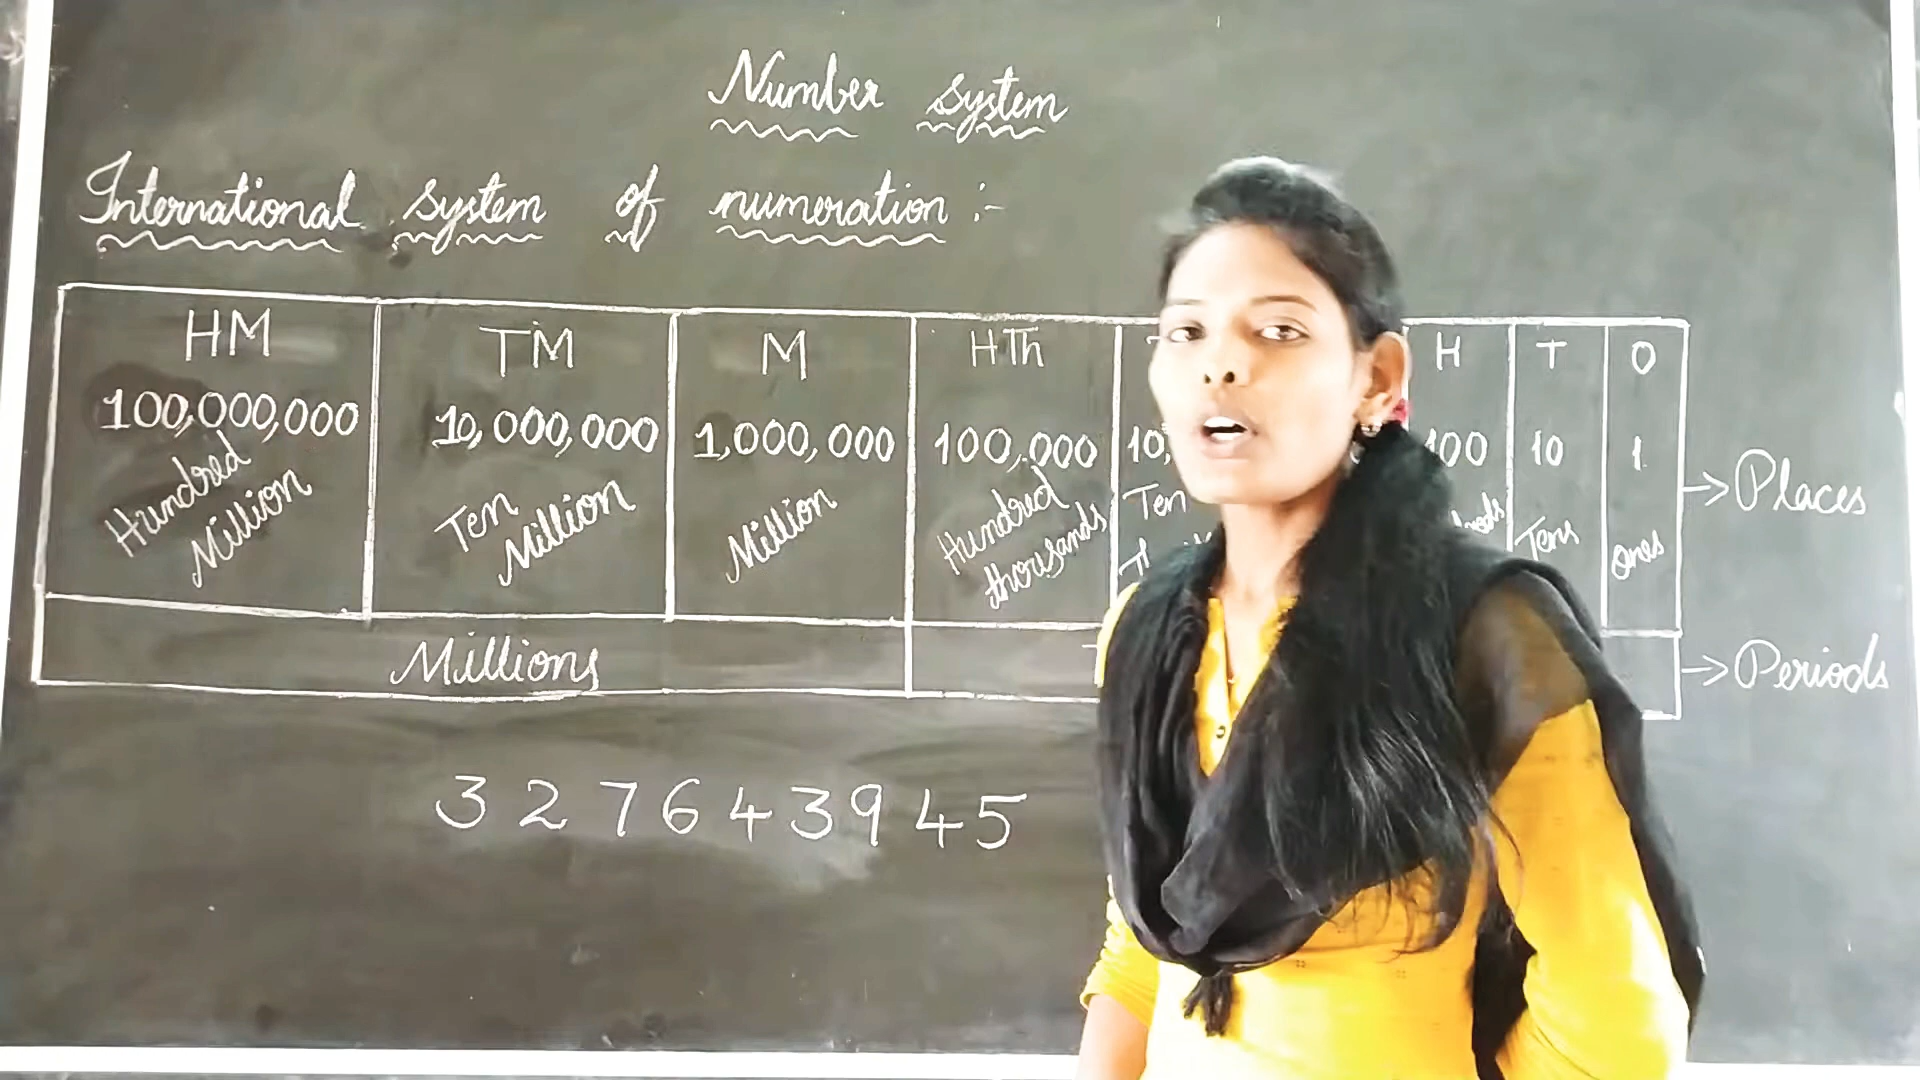 Number System
International system of numeration :-
HM TM M HTh H T O
100,000,000 10,000,000 1,000,000 100,000 10, 100 10 1
Hundred Million Ten Million Million Hundred thousands Ten Tens ones
→ Places
Millions → Periods
3 2 7 6 4 3 9 4 5